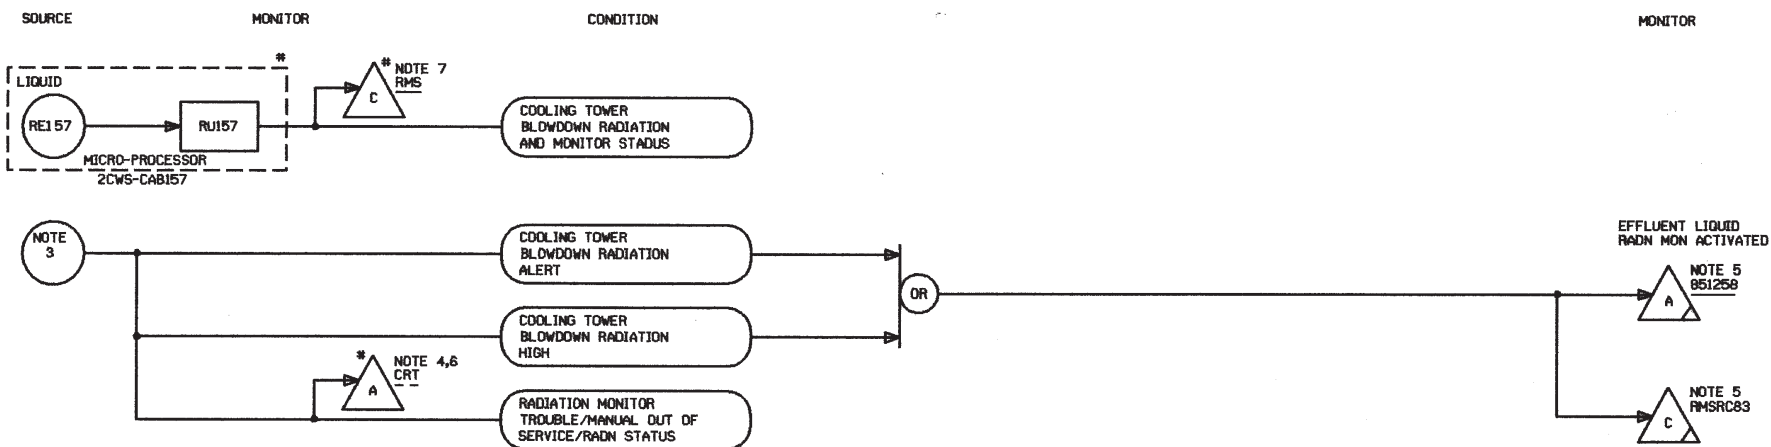 SOURCE MONITOR CONDITION MONITOR
#
LIQUID
# NOTE 7
RMS
C
RE157
RU157
COOLING TOWER
BLOWDOWN RADIATION
AND MONITOR STADUS
MICRO-PROCESSOR
2CWS-CAB157
NOTE
3
COOLING TOWER
BLOWDOWN RADIATION
ALERT
EFFLUENT LIQUID
RADN MON ACTIVATED
NOTE 5
851258
A
OR
COOLING TOWER
BLOWDOWN RADIATION
HIGH
# NOTE 4,6
CRT
A
RADIATION MONITOR
TROUBLE/MANUAL OUT OF
SERVICE/RADN STATUS
NOTE 5
RMSRC83
C